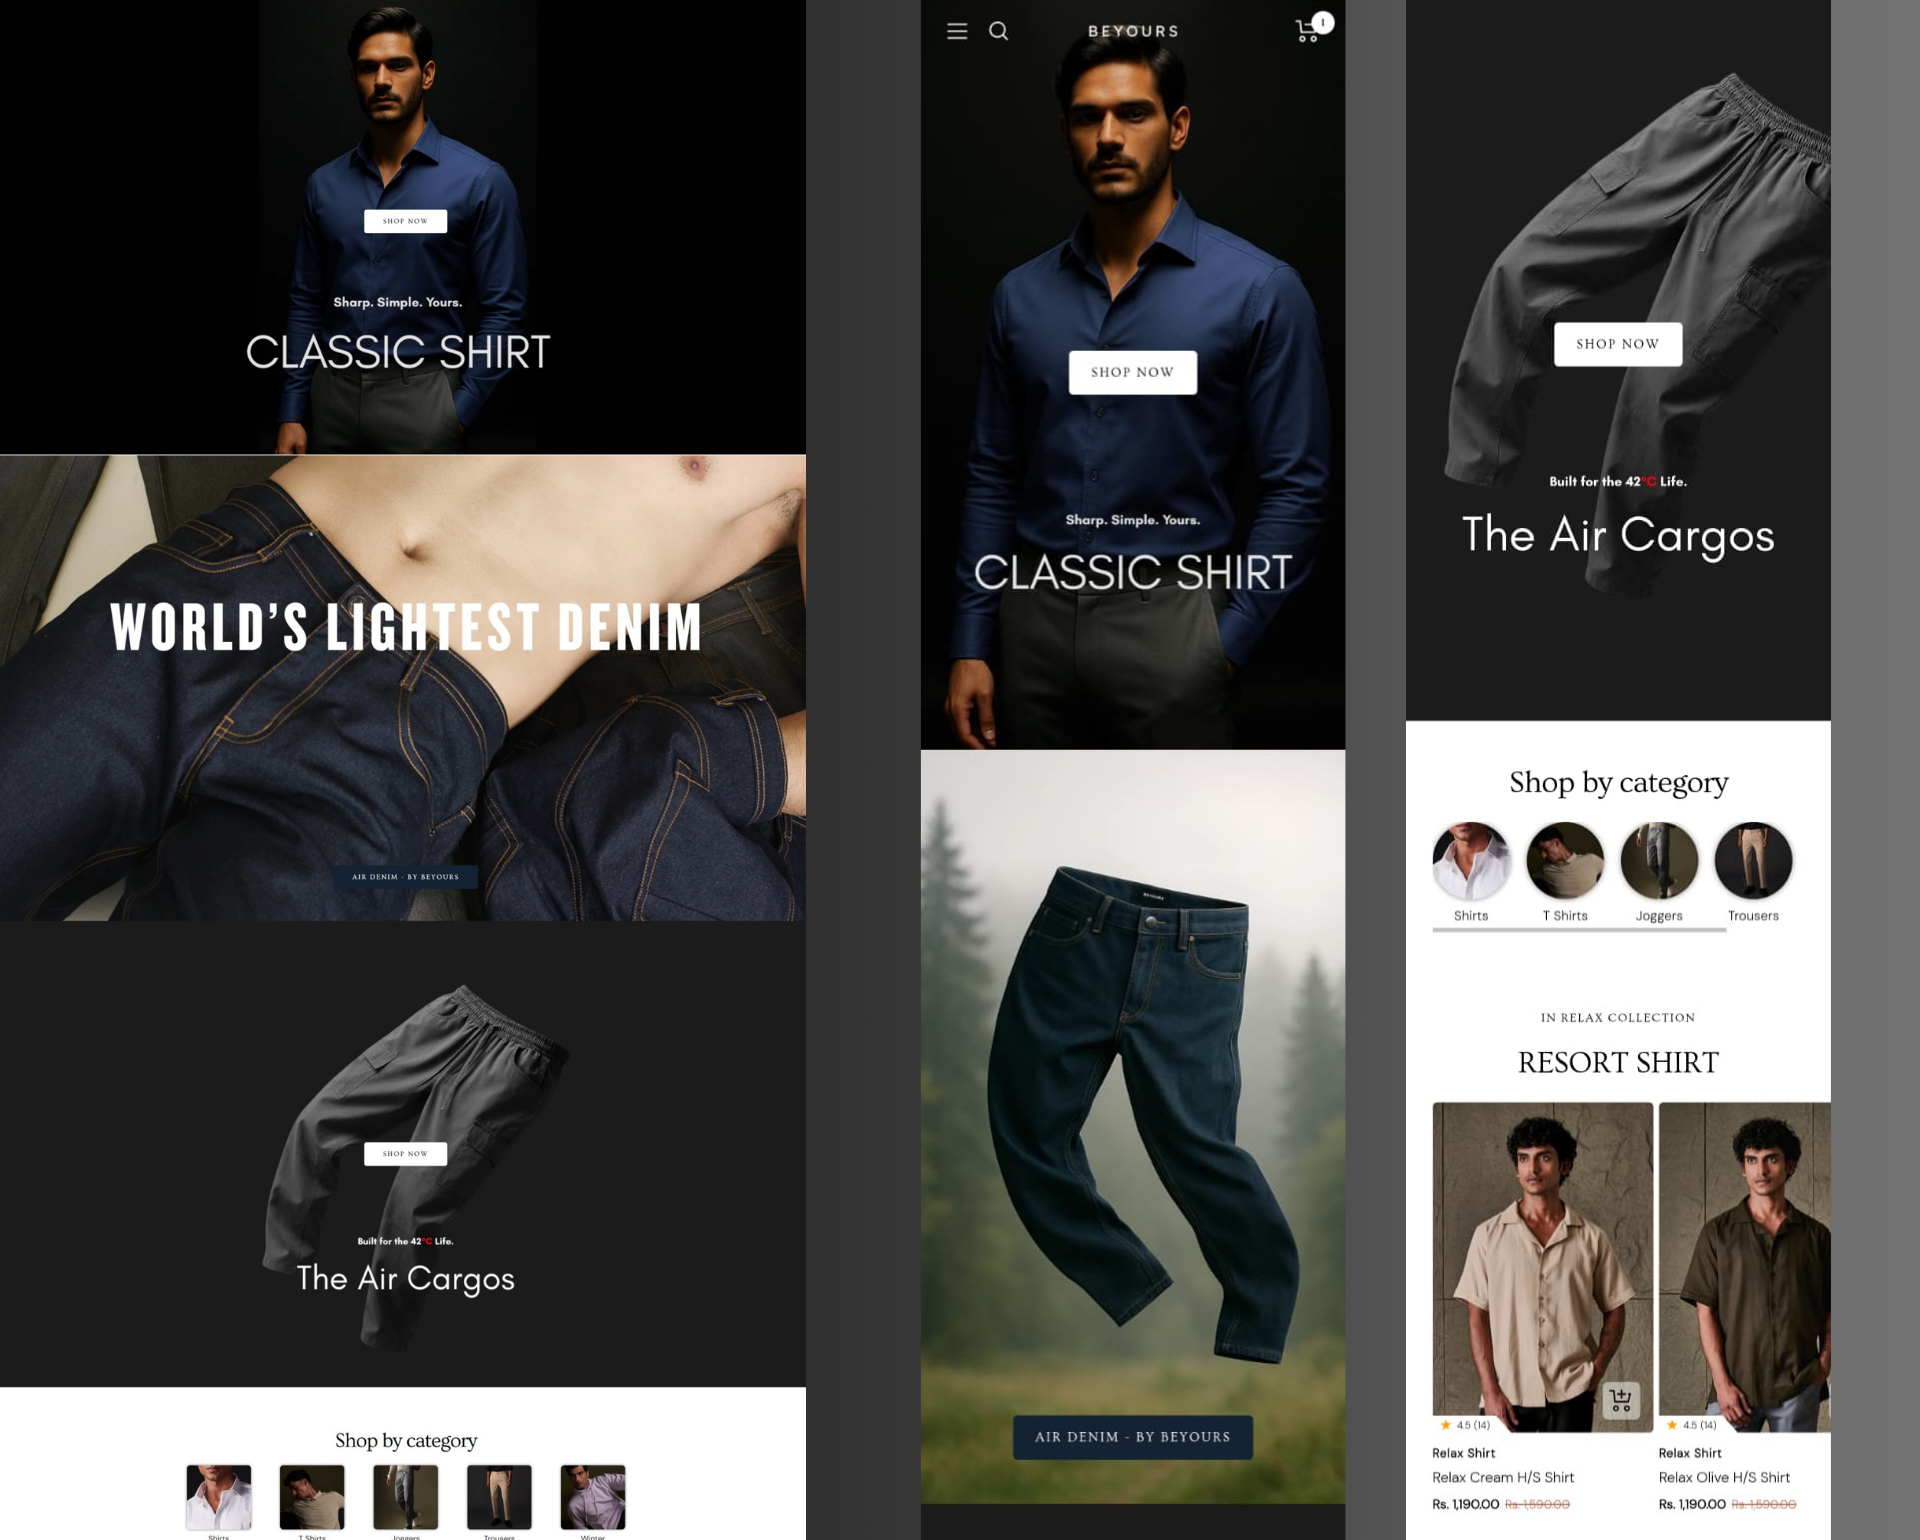 SHOP NOW
Sharp. Simple. Yours.
CLASSIC SHIRT
WORLD'S LIGHTEST DENIM
AIR DENIM - BY BEYOURS
SHOP NOW
Built for the 42°C Life.
The Air Cargos
Shop by category
Shirts
T Shirts
Joggers
Trousers
Winter
BEYOURS
1
SHOP NOW
Sharp. Simple. Yours.
CLASSIC SHIRT
BEYOURS
AIR DENIM - BY BEYOURS
SHOP NOW
Built for the 42°C Life.
The Air Cargos
Shop by category
Shirts
T Shirts
Joggers
Trousers
IN RELAX COLLECTION
RESORT SHIRT
4.5 (14)
4.5 (14)
Relax Shirt
Relax Shirt
Relax Cream H/S Shirt
Relax Olive H/S Shirt
Rs. 1,190.00 Rs. 1,590.00
Rs. 1,190.00 Rs. 1,590.00